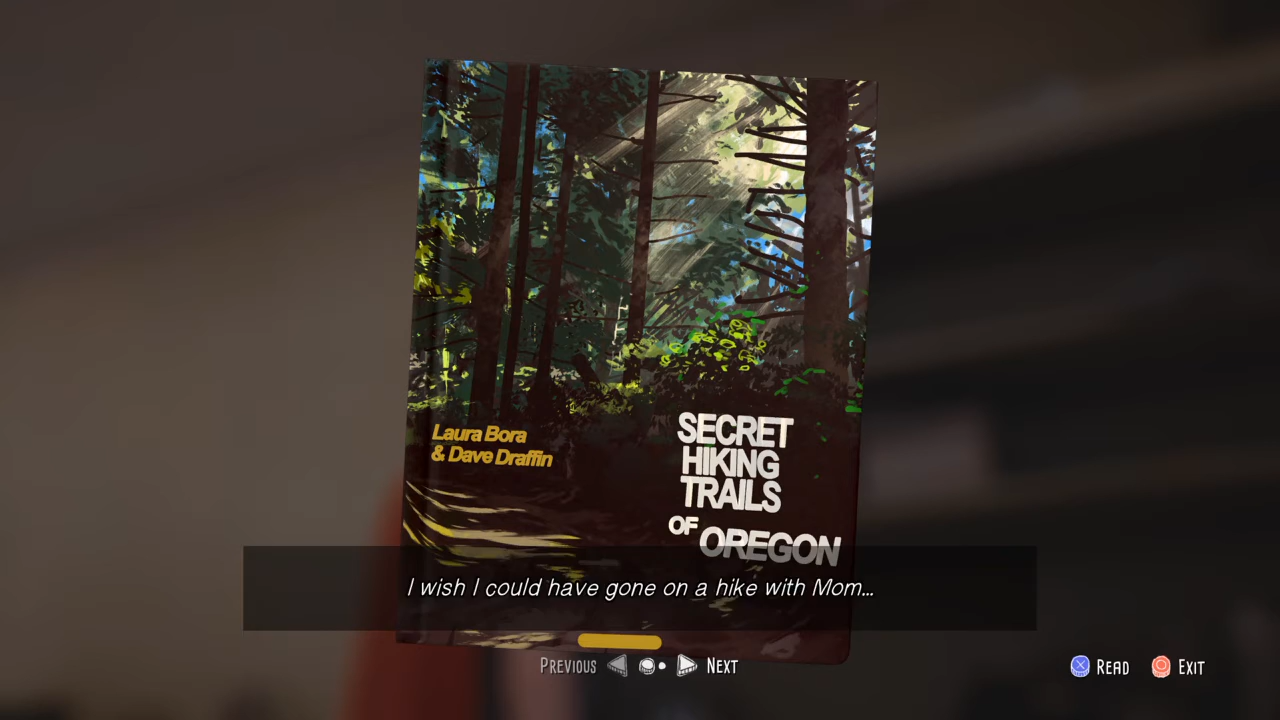 Laura Bora
& Dave Draffin
SECRET
HIKING
TRAILS
OF OREGON
I wish I could have gone on a hike with Mom...
PREVIOUS NEXT
READ EXIT